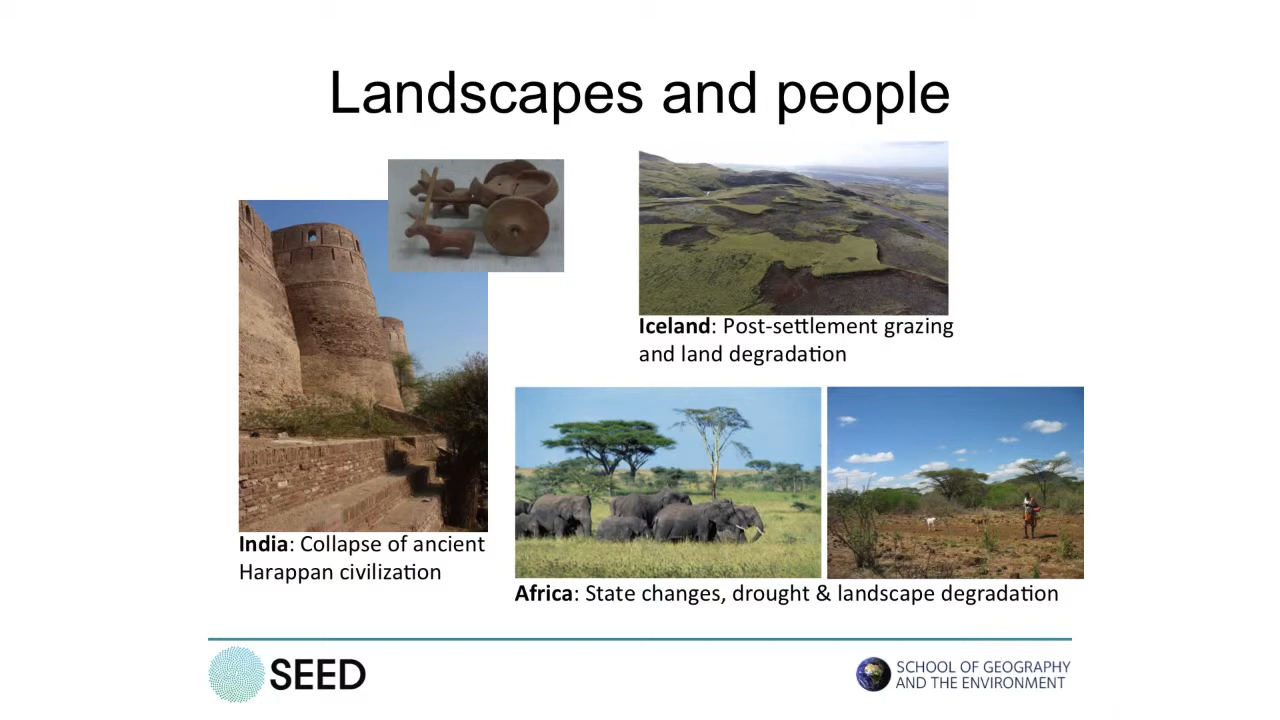 Landscapes and people
Iceland: Post-settlement grazing
and land degradation
India: Collapse of ancient
Harappan civilization
Africa: State changes, drought & landscape degradation
SEED
SCHOOL OF GEOGRAPHY
AND THE ENVIRONMENT